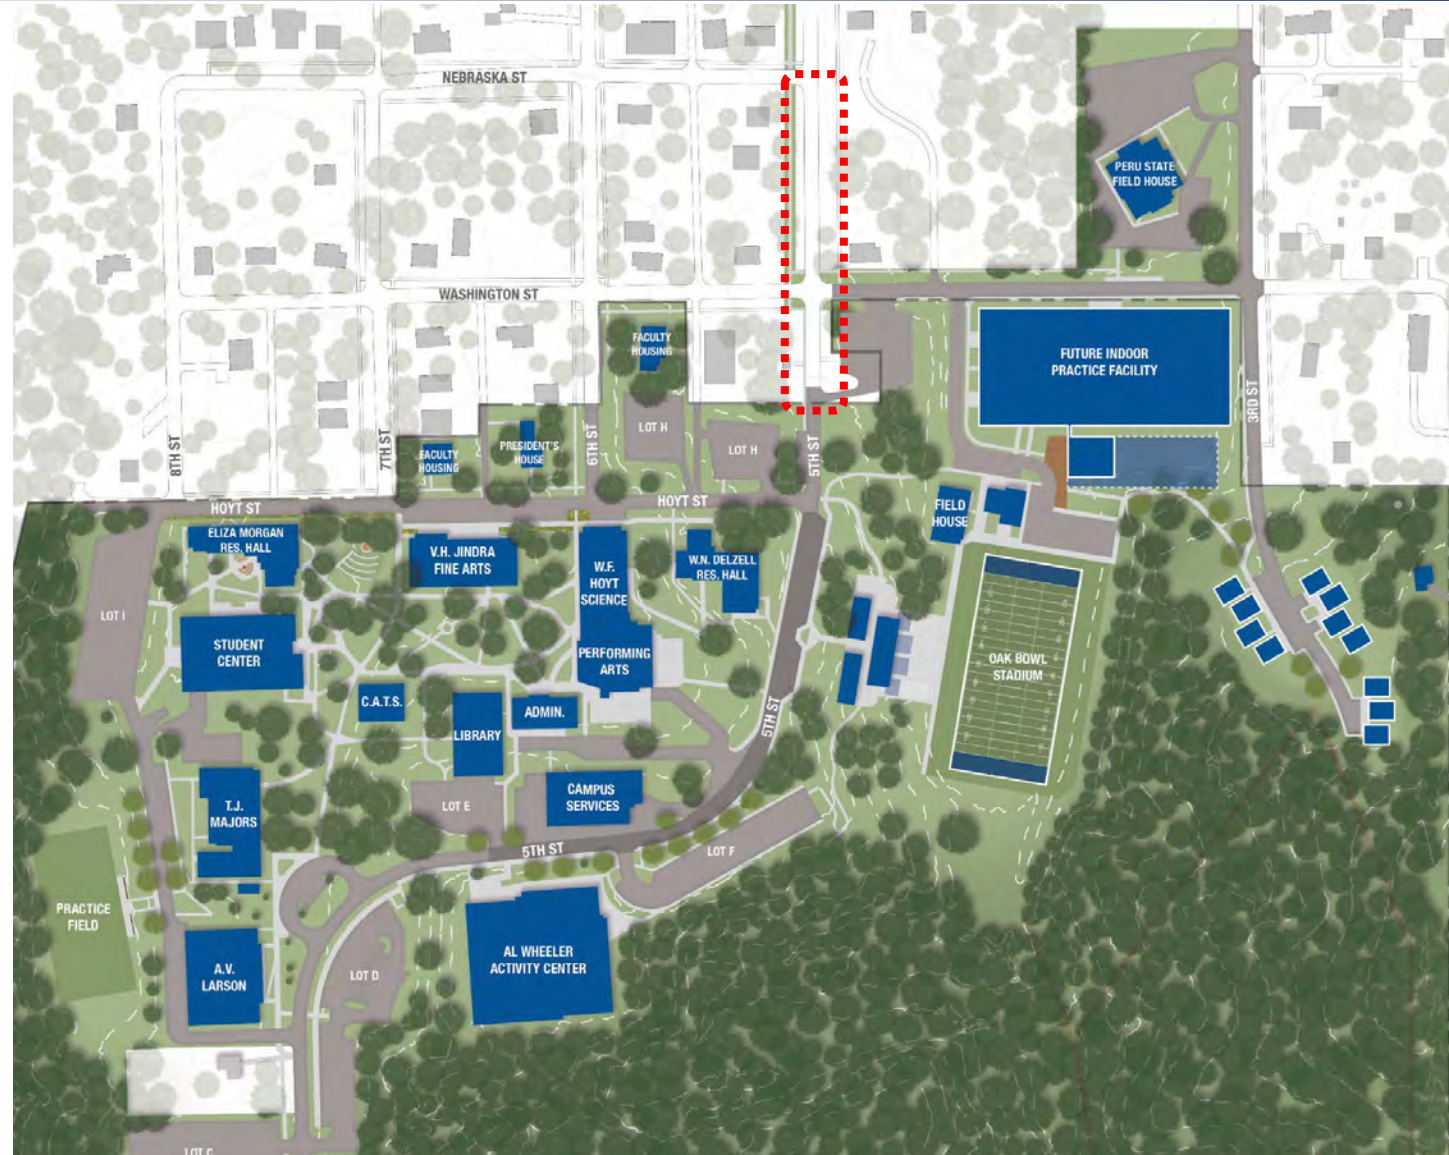 NEBRASKA ST
PERU STATE
FIELD HOUSE
WASHINGTON ST
FACULTY
HOUSING
FUTURE INDOOR
PRACTICE FACILITY
3RD ST
8TH ST
7TH ST
FACULTY
HOUSING
PRESIDENT'S
HOUSE
6TH ST
LOT H
LOT H
5TH ST
HOYT ST
HOYT ST
FIELD
HOUSE
ELIZA MORGAN
RES. HALL
V.H. JINDRA
FINE ARTS
W.F.
HOYT
SCIENCE
W.N. DELZELL
RES. HALL
LOT I
STUDENT
CENTER
PERFORMING
ARTS
OAK BOWL
STADIUM
C.A.T.S.
LIBRARY
ADMIN.
5TH ST
T.J.
MAJORS
LOT E
CAMPUS
SERVICES
5TH ST
LOT F
PRACTICE
FIELD
A.V.
LARSON
LOT D
AL WHEELER
ACTIVITY CENTER
LOT C